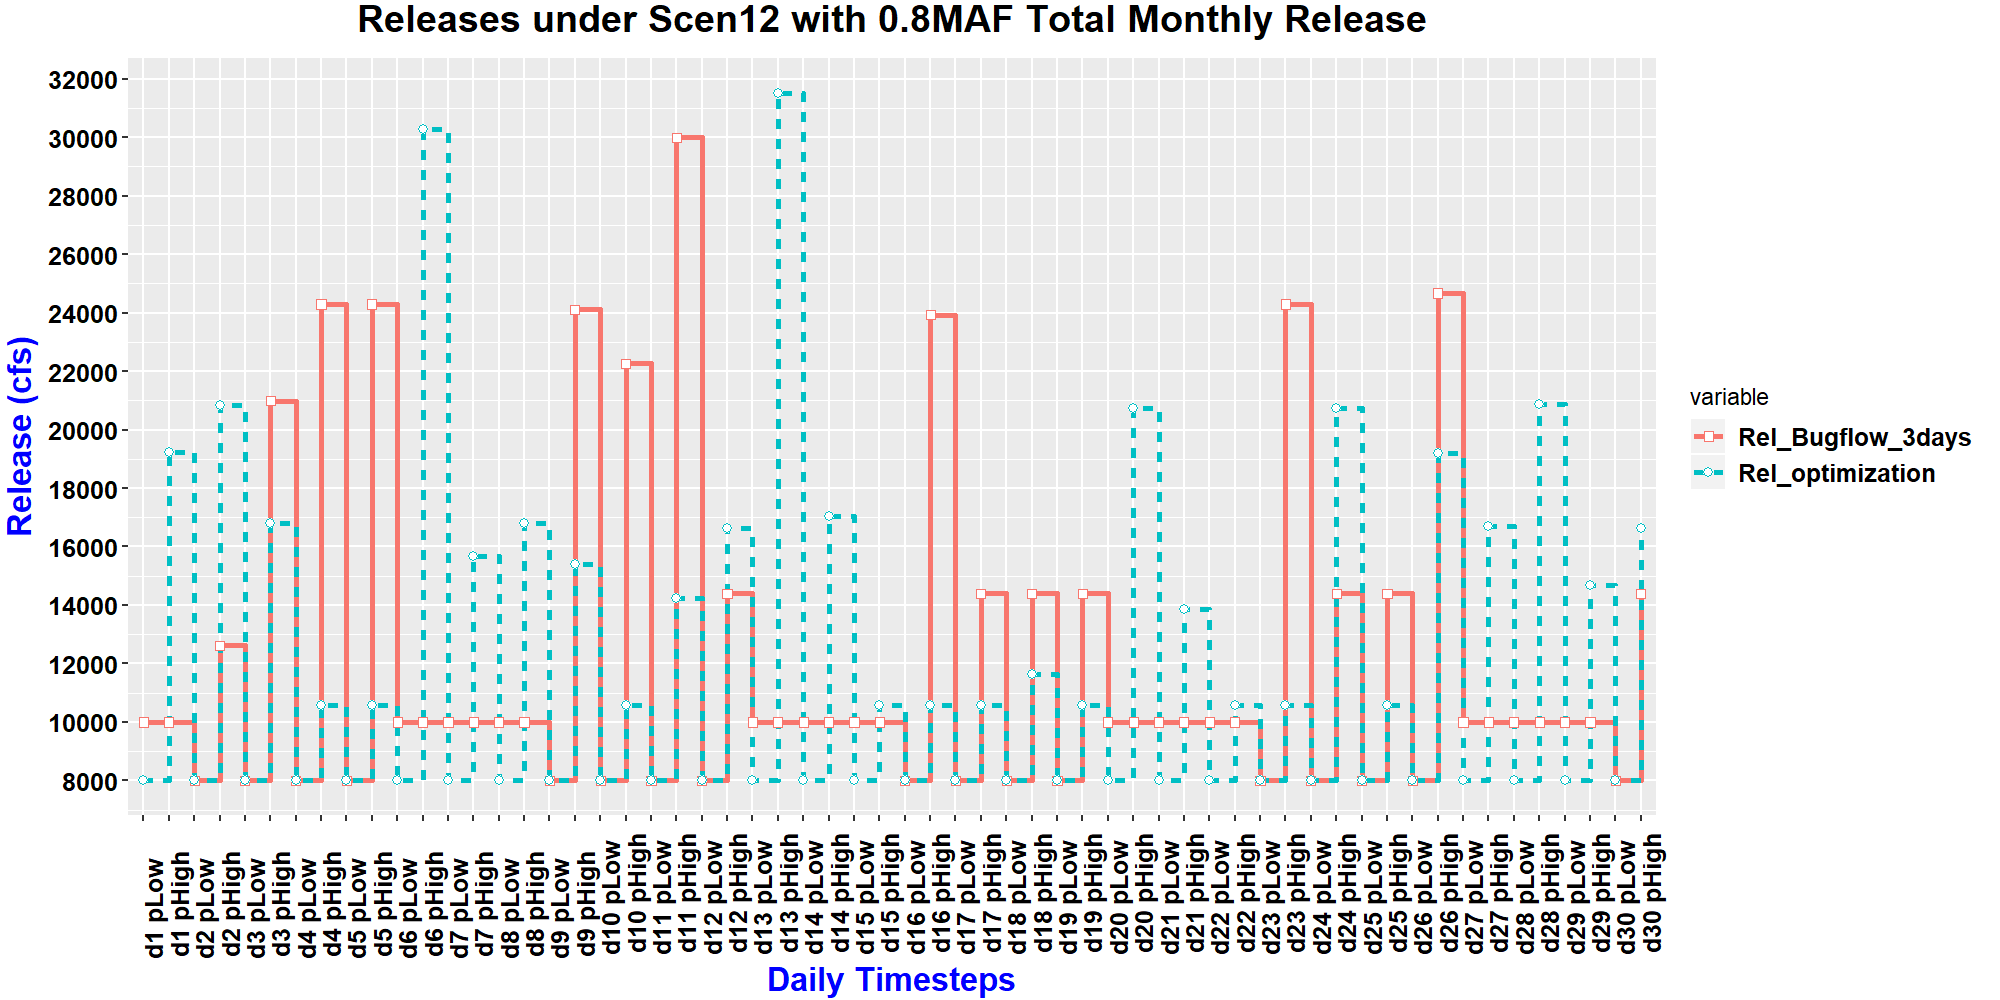 Releases under Scen12 with 0.8MAF Total Monthly Release
32000
30000
28000
26000
24000
22000
20000
18000
16000
14000
12000
10000
8000
Release (cfs)
d1 pLow
d1 pHigh
d2 pLow
d2 pHigh
d3 pLow
d3 pHigh
d4 pLow
d4 pHigh
d5 pLow
d5 pHigh
d6 pLow
d6 pHigh
d7 pLow
d7 pHigh
d8 pLow
d8 pHigh
d9 pLow
d9 pHigh
d10 pLow
d10 pHigh
d11 pLow
d11 pHigh
d12 pLow
d12 pHigh
d13 pLow
d13 pHigh
d14 pLow
d14 pHigh
d15 pLow
d15 pHigh
d16 pLow
d16 pHigh
d17 pLow
d17 pHigh
d18 pLow
d18 pHigh
d19 pLow
d19 pHigh
d20 pLow
d20 pHigh
d21 pLow
d21 pHigh
d22 pLow
d22 pHigh
d23 pLow
d23 pHigh
d24 pLow
d24 pHigh
d25 pLow
d25 pHigh
d26 pLow
d26 pHigh
d27 pLow
d27 pHigh
d28 pLow
d28 pHigh
d29 pLow
d29 pHigh
d30 pLow
d30 pHigh
Daily Timesteps
variable
Rel_Bugflow_3days
Rel_optimization